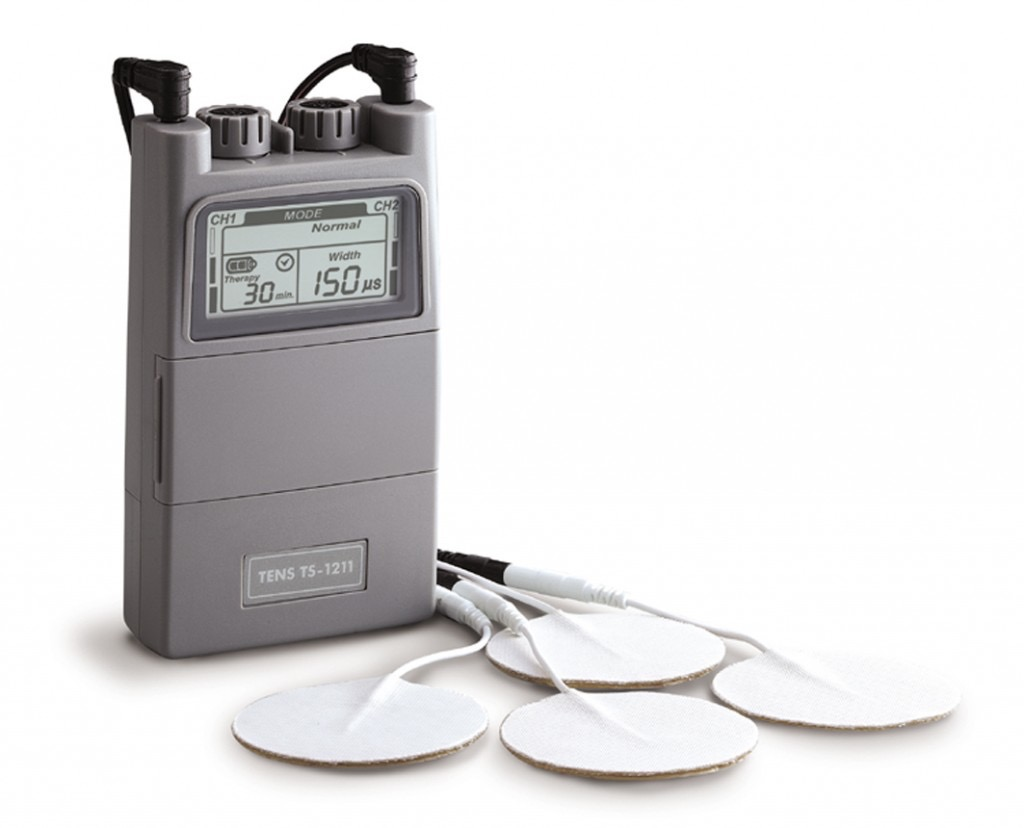 CH1 MODE CH2
Normal
Width
Therapy
30 min. 150 µs
TENS TS-1211